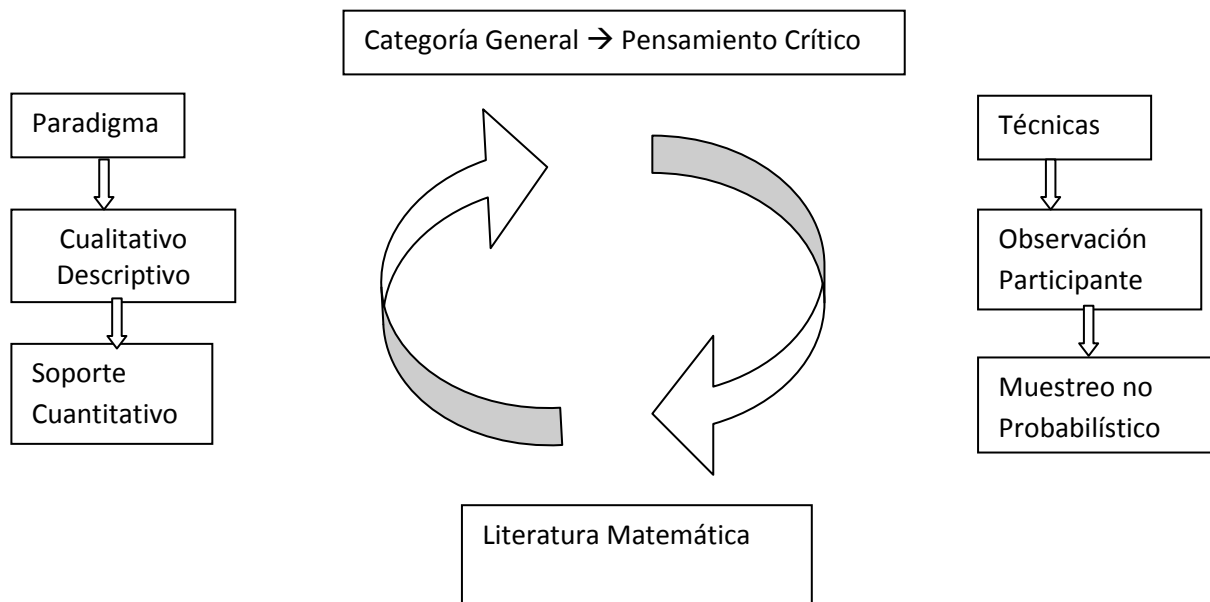 Categoría General → Pensamiento Crítico
Paradigma
Cualitativo
Descriptivo
Soporte
Cuantitativo
Técnicas
Observación
Participante
Muestreo no
Probabilístico
Literatura Matemática